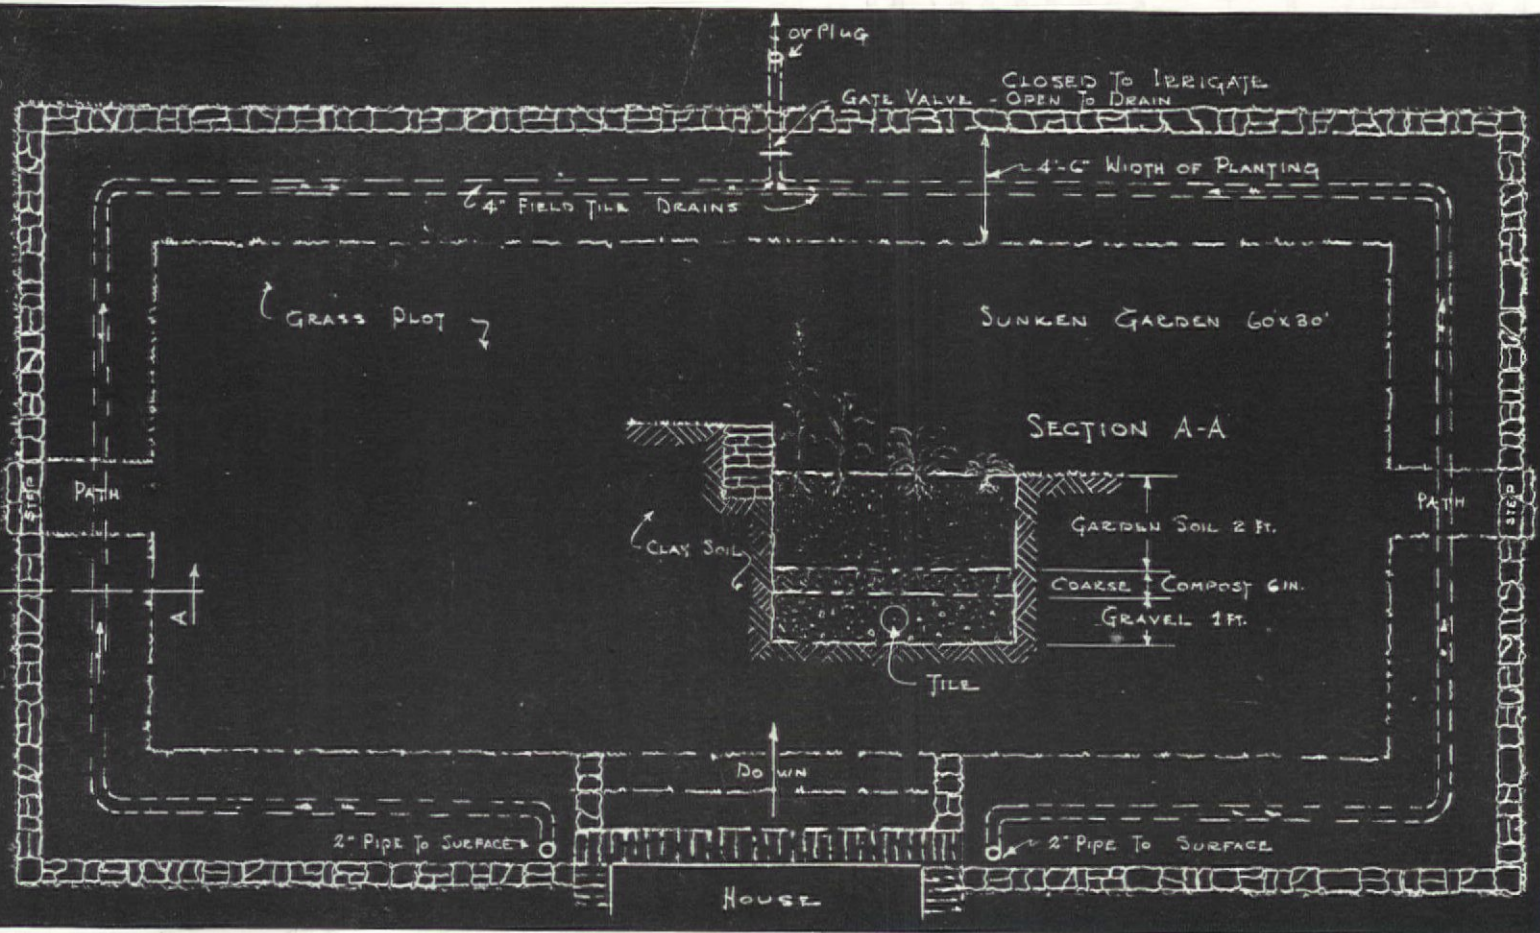 or Plug
CLOSED TO IRRIGATE
GATE VALVE - OPEN TO DRAIN
4'-6" WIDTH OF PLANTING
4" FIELD TILE DRAINS
GRASS PLOT
SUNKEN GARDEN 60'x30'
SECTION A-A
PATH
STEP
PATH
STEP
GARDEN SOIL 2 FT.
CLAY SOIL
COARSE COMPOST 6 IN.
A
GRAVEL 1 FT.
TILE
DOWN
2" PIPE TO SURFACE
2" PIPE TO SURFACE
HOUSE